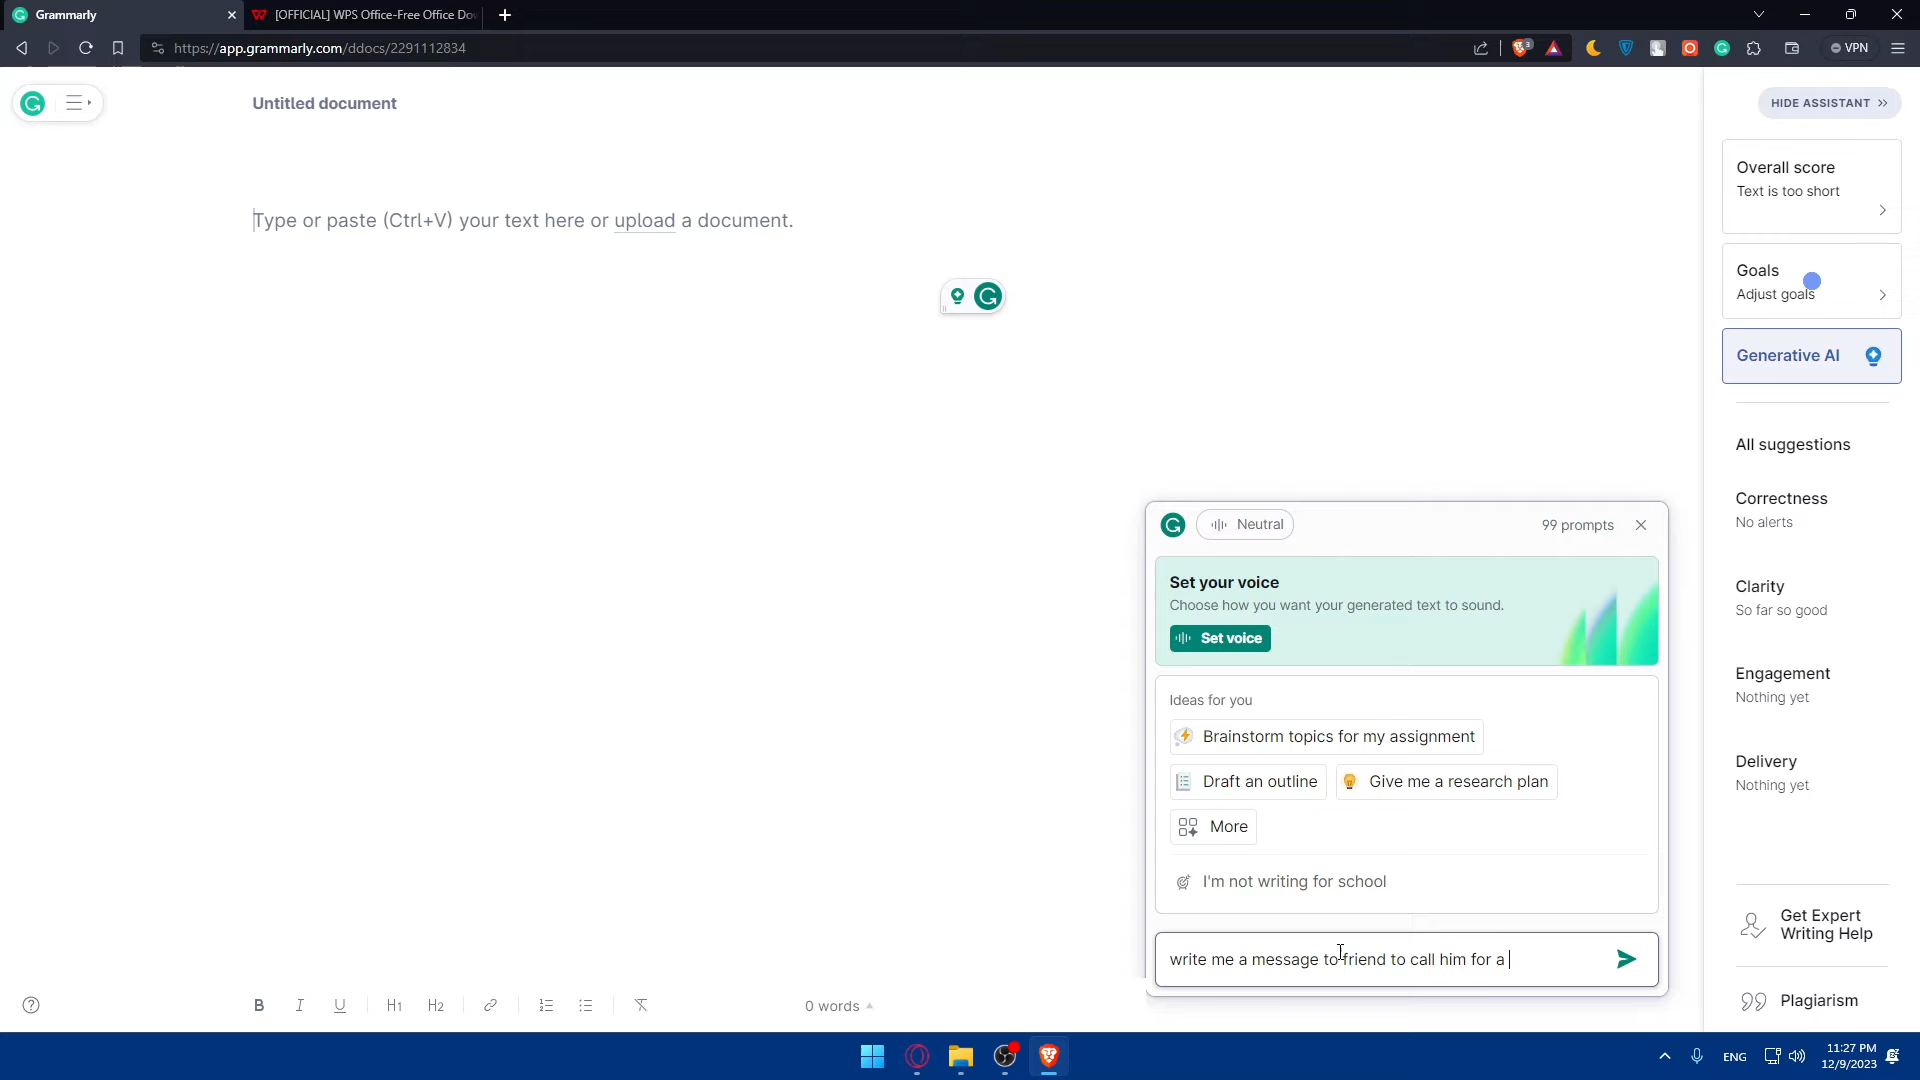 Grammarly
[OFFICIAL] WPS Office-Free Office Dow
https://app.grammarly.com/ddocs/2291112834
3
VPN
Untitled document
HIDE ASSISTANT
Type or paste (Ctrl+V) your text here or upload a document.
Overall score
Text is too short
Goals
Adjust goals
Generative AI
All suggestions
Correctness
No alerts
Clarity
So far so good
Engagement
Nothing yet
Delivery
Nothing yet
Get Expert
Writing Help
Plagiarism
Neutral
99 prompts
Set your voice
Choose how you want your generated text to sound.
Set voice
Ideas for you
Brainstorm topics for my assignment
Draft an outline
Give me a research plan
More
I'm not writing for school
write me a message to friend to call him for a
B I U H1 H2
0 words
ENG
11:27 PM
12/9/2023